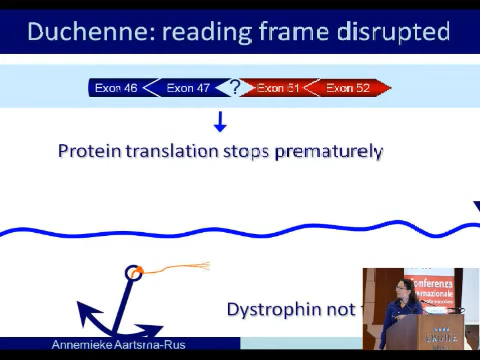 Duchenne: reading frame disrupted
Exon 46 Exon 47 ? Exon 51 Exon 52
Protein translation stops prematurely
Dystrophin not
Annemieke Aartsma-Rus